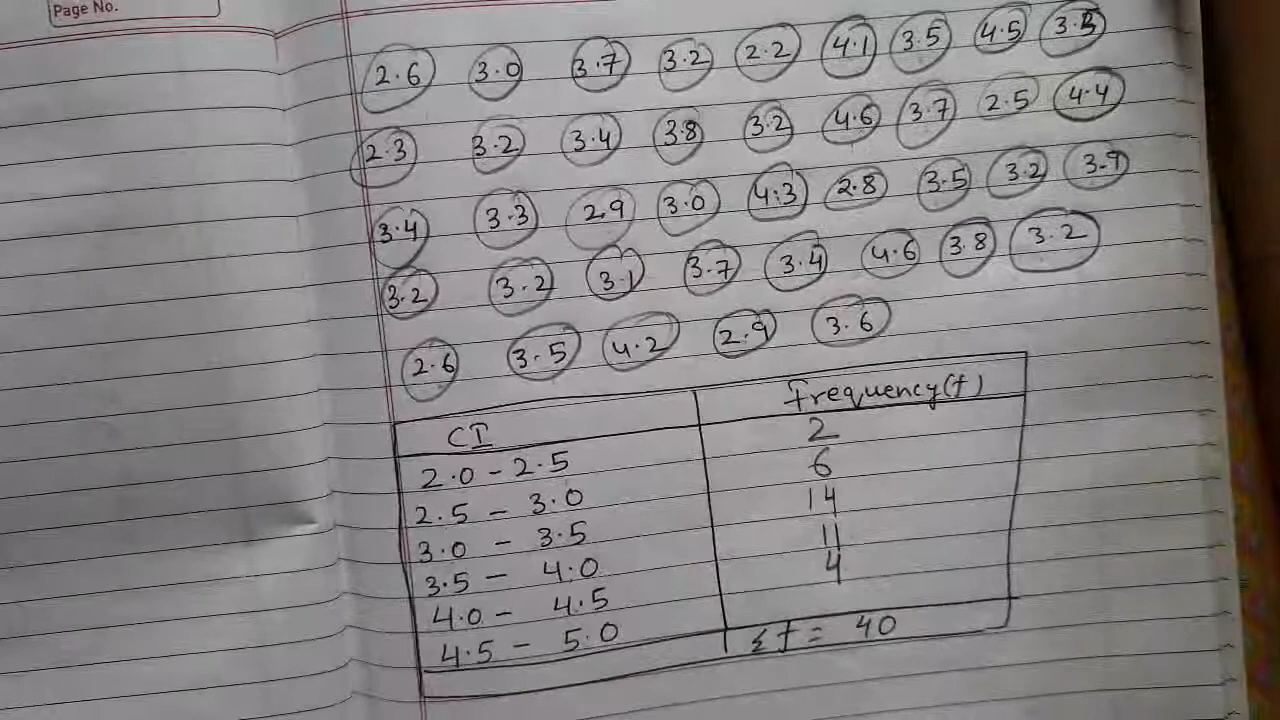 Page No.
2.6 3.0 3.7 3.2 2.2 4.1 3.5 4.5
2.3 3.2 3.4 3.8 3.2 4.6 3.7 2.5 4.4
3.4 3.3 2.9 3.0 4.3 2.8 3.5 3.2 3.9
3.2 3.2 3.1 3.7 3.4 4.6 3.8 3.2
2.6 3.5 4.2 2.9 3.6
CI Frequency(f)
2.0 - 2.5 2
2.5 - 3.0 6
3.0 - 3.5 14
3.5 - 4.0 11
4.0 - 4.5 4
4.5 - 5.0
Σf = 40